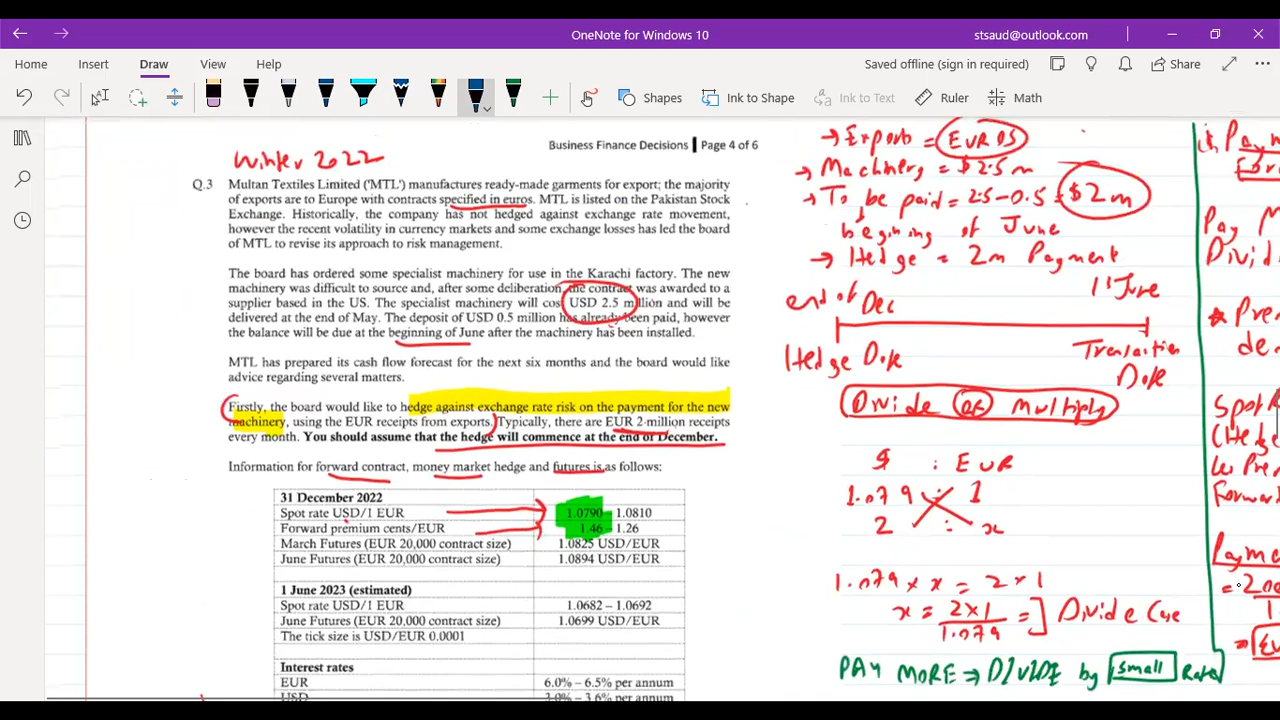 OneNote for Windows 10
stsaud@outlook.com
Home Insert Draw View Help
Saved offline (sign in required)
Share
Shapes
Ink to Shape
Ink to Text
Ruler
Math
Winter 2022
Business Finance Decisions | Page 4 of 6
Q.3 Multan Textiles Limited ('MTL') manufactures ready-made garments for export; the majority
of exports are to Europe with contracts specified in euros. MTL is listed on the Pakistan Stock
Exchange. Historically, the company has not hedged against exchange rate movement,
however the recent volatility in currency markets and some exchange losses has led the board
of MTL to revise its approach to risk management.
The board has ordered some specialist machinery for use in the Karachi factory. The new
machinery was difficult to source and, after some deliberation, the contract was awarded to a
supplier based in the US. The specialist machinery will cos USD 2.5 million and will be
delivered at the end of May. The deposit of USD 0.5 million has already been paid, however
the balance will be due at the beginning of June after the machinery has been installed.
MTL has prepared its cash flow forecast for the next six months and the board would like
advice regarding several matters.
Firstly, the board would like to hedge against exchange rate risk on the payment for the new
machinery, using the EUR receipts from exports. Typically, there are EUR 2 million receipts
every month. You should assume that the hedge will commence at the end of December.
Information for forward contract, money market hedge and futures is as follows:
31 December 2022
Spot rate USD/1 EUR 1.0790 - 1.0810
Forward premium cents/EUR 1.46 - 1.26
March Futures (EUR 20,000 contract size) 1.0825 USD/EUR
June Futures (EUR 20,000 contract size) 1.0894 USD/EUR
1 June 2023 (estimated)
Spot rate USD/1 EUR 1.0682 – 1.0692
June Futures (EUR 20,000 contract size) 1.0699 USD/EUR
The tick size is USD/EUR 0.0001
Interest rates
EUR 6.0% – 6.5% per annum
USD 3.0% – 3.6% per annum
→ Exports = EUR
→ Machinery = $ 2.5 m
→ To be paid = 2.5 - 0.5 = $ 2 m
beginning of June
→ Hedge = 2m Payment
end of Dec
1st June
Hedge Date
Transaction
Date
Divide or multiply
$ : EUR
1.079 : 1
2 : x
1.079 × x = 2 × 1
x = 2 × 1 / 1.079 = ] Divide
PAY MORE ⇒ DIVIDE by small Rate
Pay M
Spot R
(Hedge
Forwar